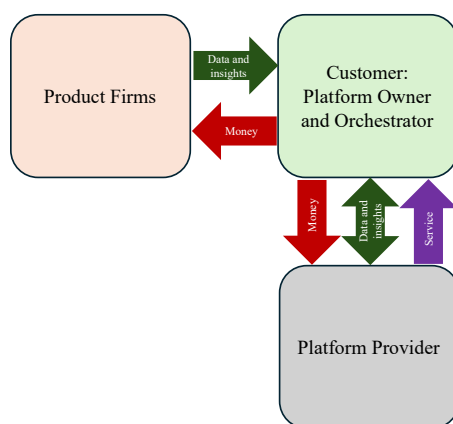 Product Firms
Data and
insights
Money
Customer:
Platform Owner
and Orchestrator
Money
Data and
insights
Service
Platform Provider